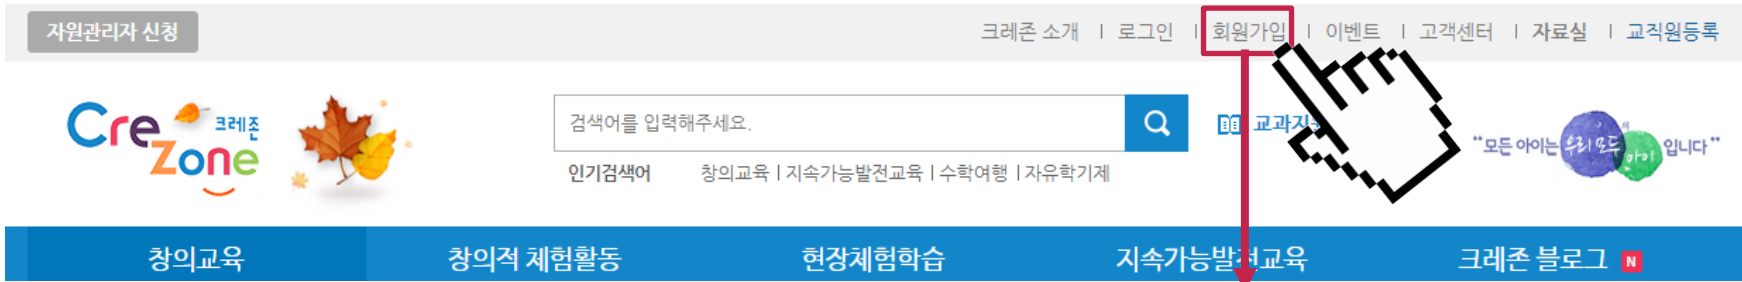 자원관리자 신청
크레존 소개 | 로그인 | 회원가입 | 이벤트 | 고객센터 | 자료실 | 교직원등록
Cre 크레존
Zone
검색어를 입력해주세요.
교과지
"모든 아이는 우리 모두 아이 입니다"
인기검색어 창의교육 | 지속가능발전교육 | 수학여행 | 자유학기제
창의교육 창의적 체험활동 현장체험학습 지속가능발전교육 크레존 블로그 N